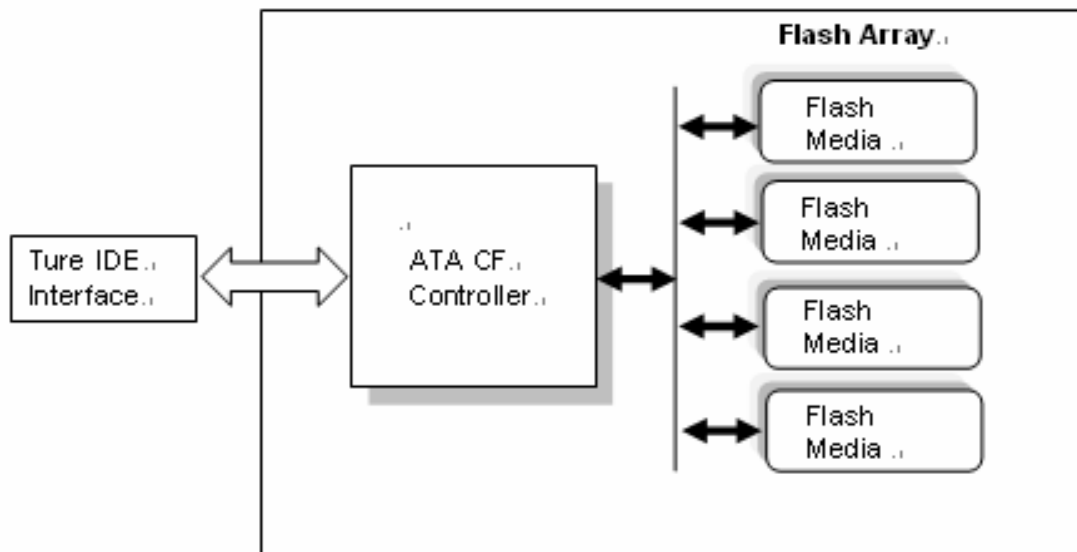 Flash Array
Flash
Media
Flash
Media
Ture IDE
Interface
ATA CF
Controller
Flash
Media
Flash
Media